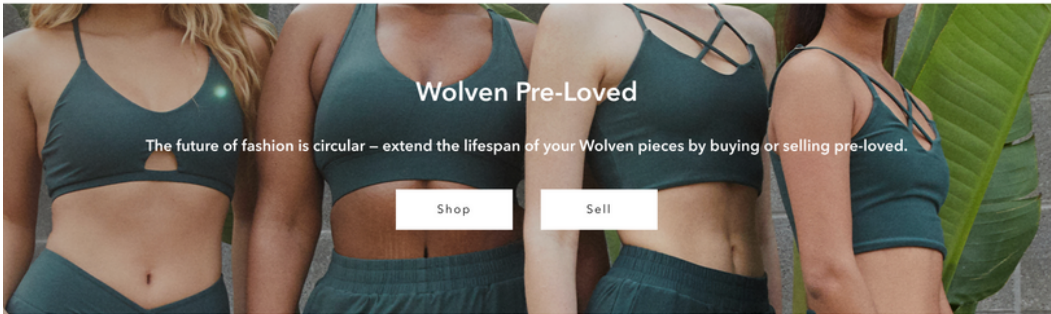 Wolven Pre-Loved
The future of fashion is circular – extend the lifespan of your Wolven pieces by buying or selling pre-loved.
Shop
Sell